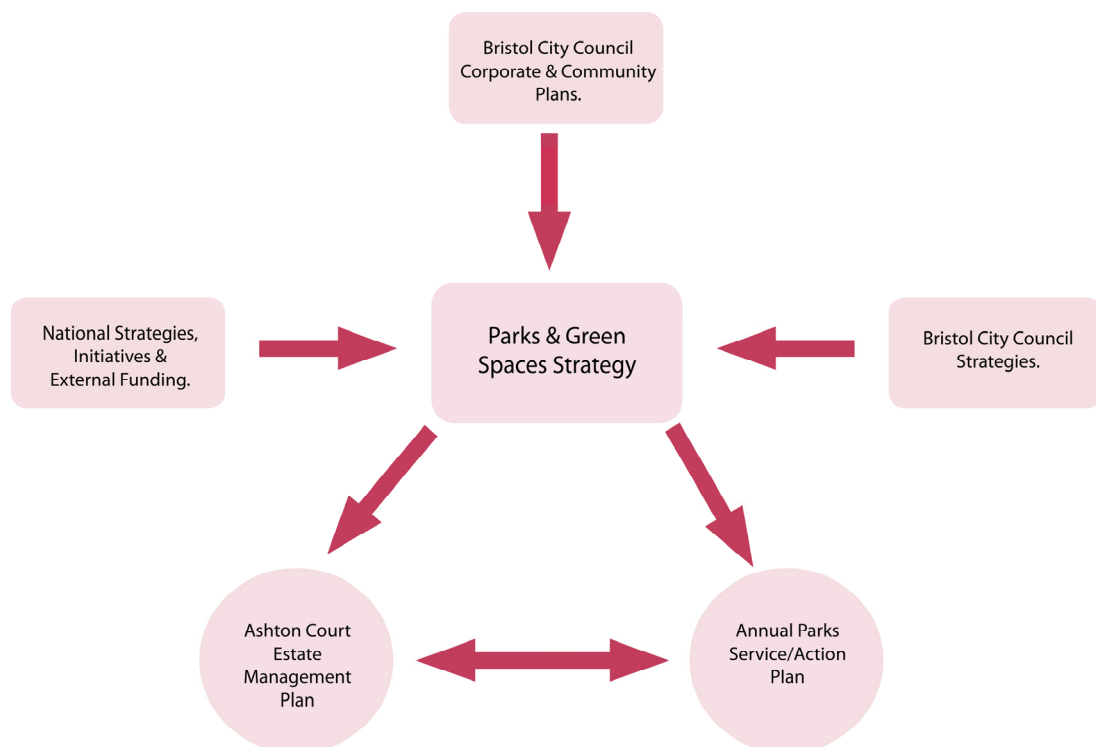 Bristol City Council
Corporate & Community
Plans.
National Strategies,
Initiatives &
External Funding.
Parks & Green
Spaces Strategy
Bristol City Council
Strategies.
Ashton Court
Estate
Management
Plan
Annual Parks
Service/Action
Plan